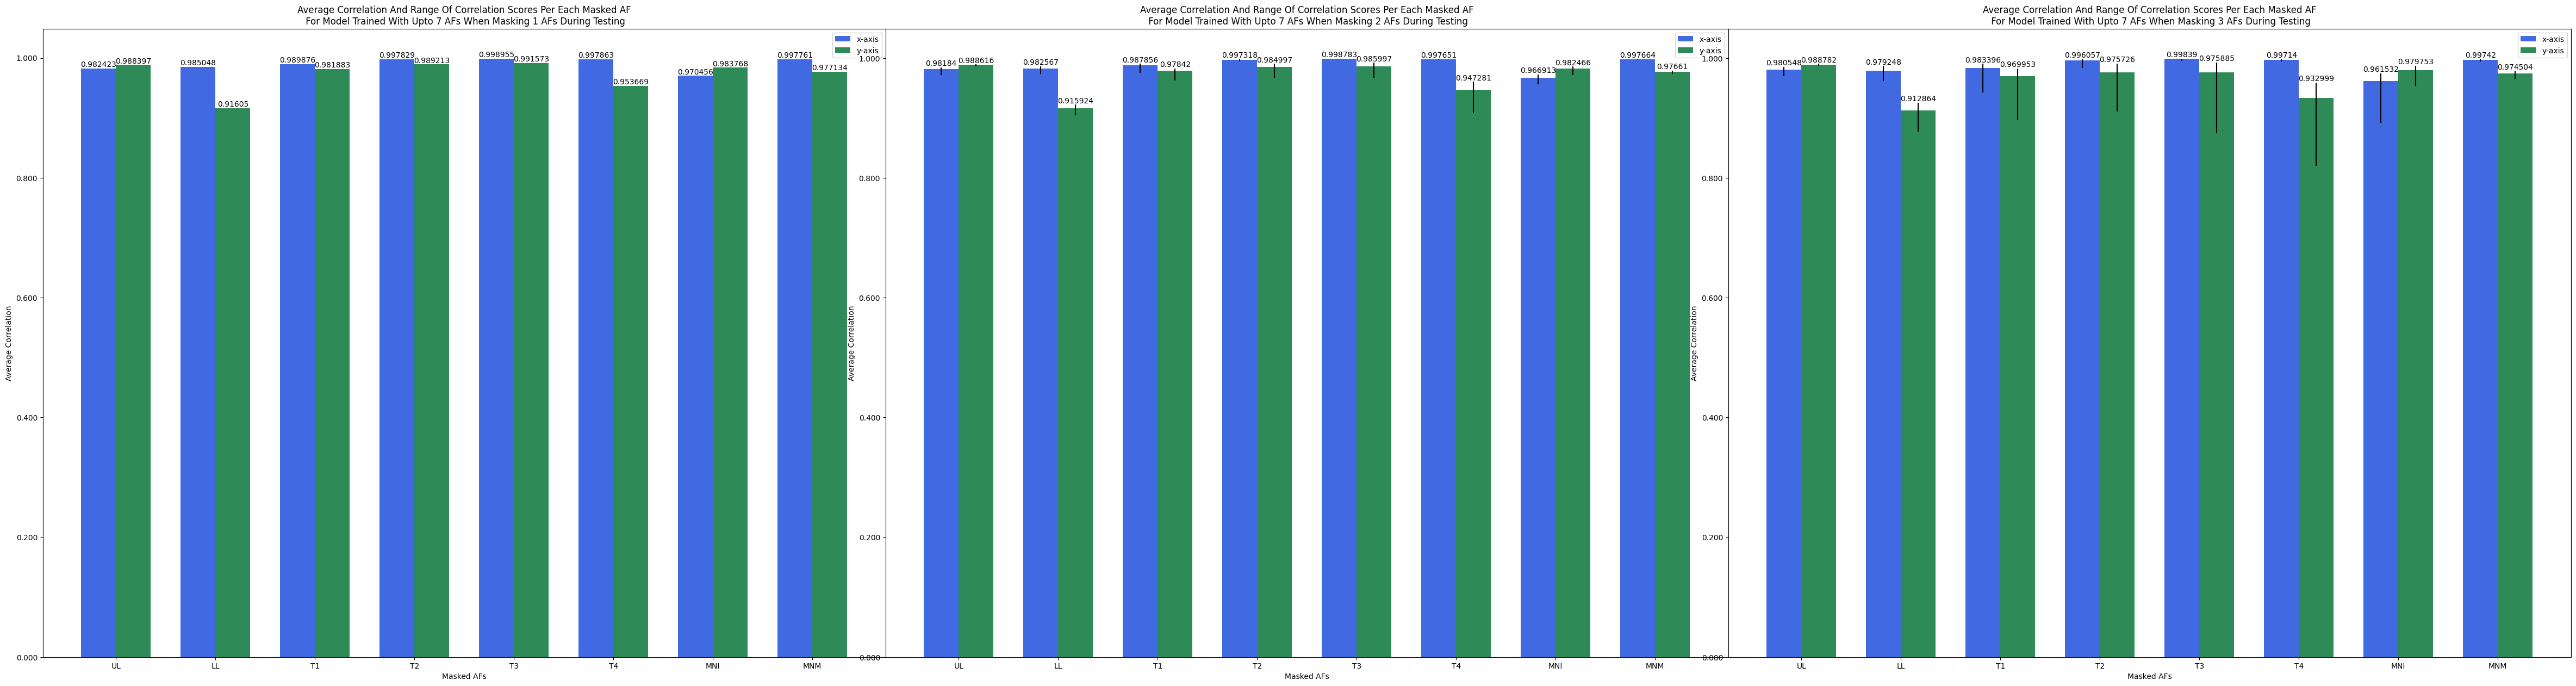 Average Correlation And Range Of Correlation Scores Per Each Masked AF
For Model Trained With Upto 7 AFs When Masking 1 AFs During Testing
x-axis
y-axis
0.982423 0.988397 0.985048 0.91605 0.989876 0.981883 0.997829 0.989213 0.998955 0.991573 0.997863 0.953669 0.970456 0.983768 0.997761 0.977134
1.000
0.800
0.600
0.400
0.200
0.000
Average Correlation
UL LL T1 T2 T3 T4 MNI MNM
Masked AFs
Average Correlation And Range Of Correlation Scores Per Each Masked AF
For Model Trained With Upto 7 AFs When Masking 2 AFs During Testing
x-axis
y-axis
0.98184 0.988616 0.982567 0.915924 0.987856 0.97842 0.997318 0.984997 0.998783 0.985997 0.997651 0.947281 0.966913 0.982466 0.997664 0.97661
1.000
0.800
0.600
0.400
0.200
0.000
Average Correlation
UL LL T1 T2 T3 T4 MNI MNM
Masked AFs
Average Correlation And Range Of Correlation Scores Per Each Masked AF
For Model Trained With Upto 7 AFs When Masking 3 AFs During Testing
x-axis
y-axis
0.980548 0.988782 0.979248 0.912864 0.983396 0.969953 0.996057 0.975726 0.99839 0.975885 0.99714 0.932999 0.961532 0.979753 0.99742 0.974504
1.000
0.800
0.600
0.400
0.200
0.000
Average Correlation
UL LL T1 T2 T3 T4 MNI MNM
Masked AFs